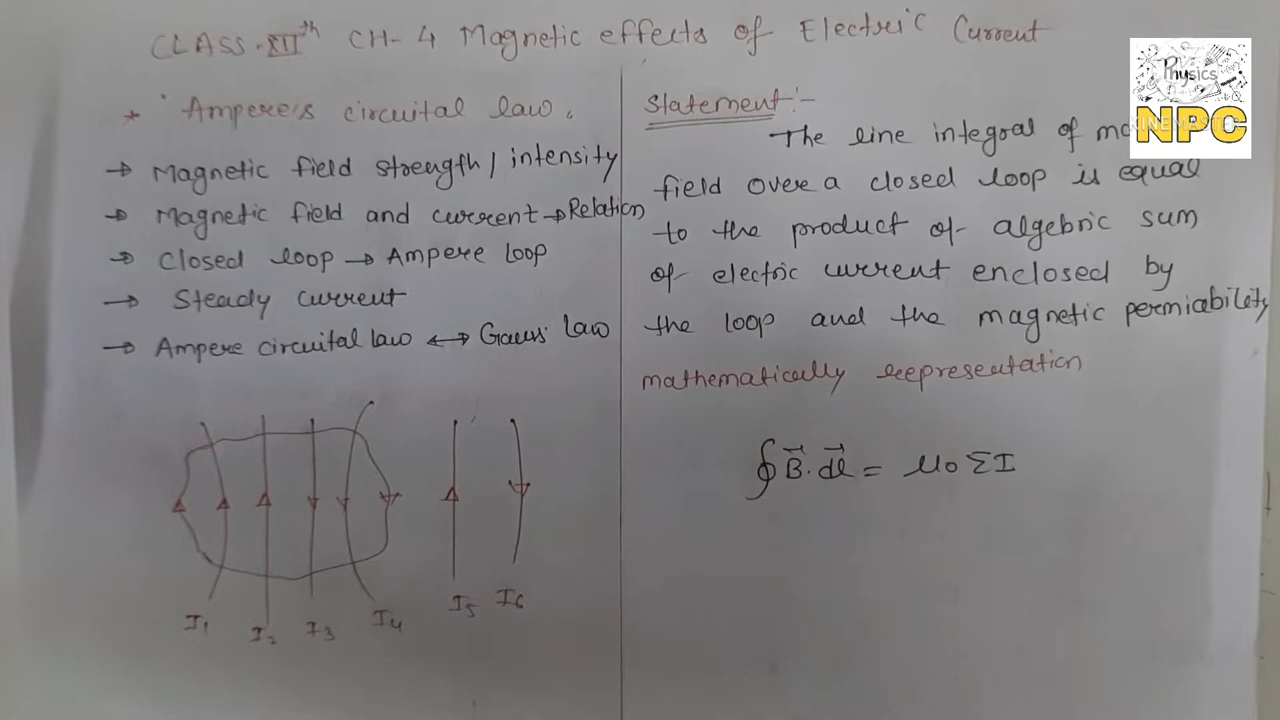 CLASS-XIIth CH-4 Magnetic effects of Electric Current
* Ampere's circuital law.
→ Magnetic field strength / intensity
→ Magnetic field and current → Relation
→ Closed loop → Ampere loop
→ Steady current
→ Ampere circuital law ↔ Gauss law
I1 I2 I3 I4 I5 I6
Statement:-
The line integral of
field over a closed loop is equal
to the product of algebric sum
of electric current enclosed by
the loop and the magnetic permiability
mathematically representation
∮B⃗.dl⃗ = μ0 ΣI
Physics
NPC